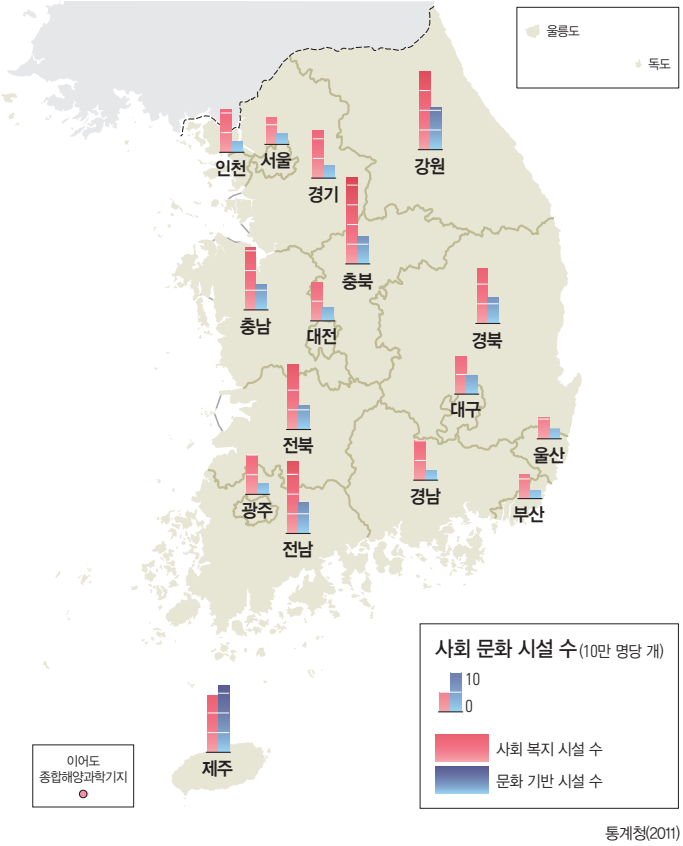 울릉도
독도
인천
서울
경기
강원
충북
충남
대전
경북
대구
전북
울산
경남
광주
부산
전남
제주
이어도
종합해양과학기지
사회 문화 시설 수 (10만 명당 개)
10
0
사회 복지 시설 수
문화 기반 시설 수
통계청(2011)